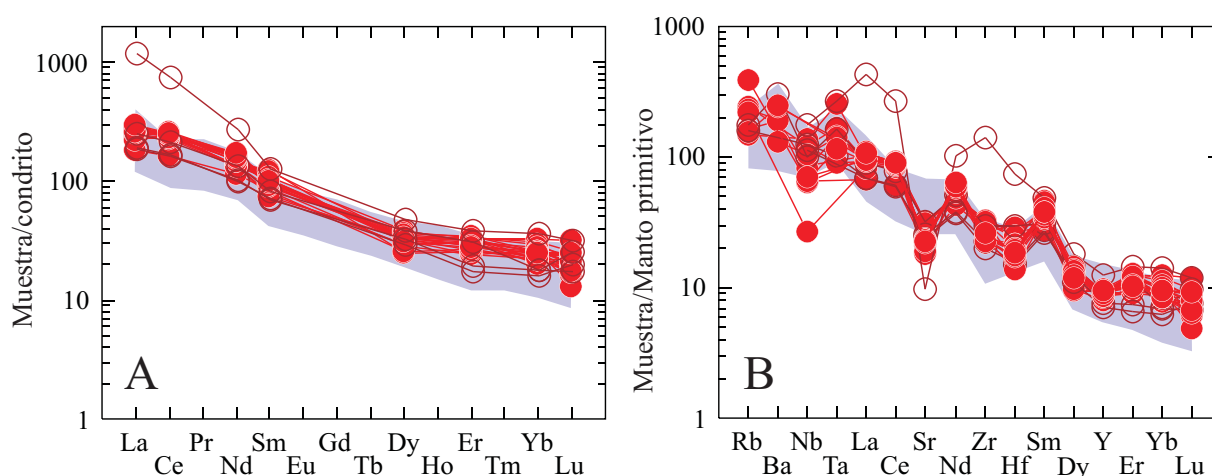 Muestra/condrito
1000
100
10
1
A
La Pr Sm Gd Dy Er Yb
Ce Nd Eu Tb Ho Tm Lu
Muestra/Manto primitivo
1000
100
10
1
B
Rb Nb La Sr Zr Sm Y Yb
Ba Ta Ce Nd Hf Dy Er Lu